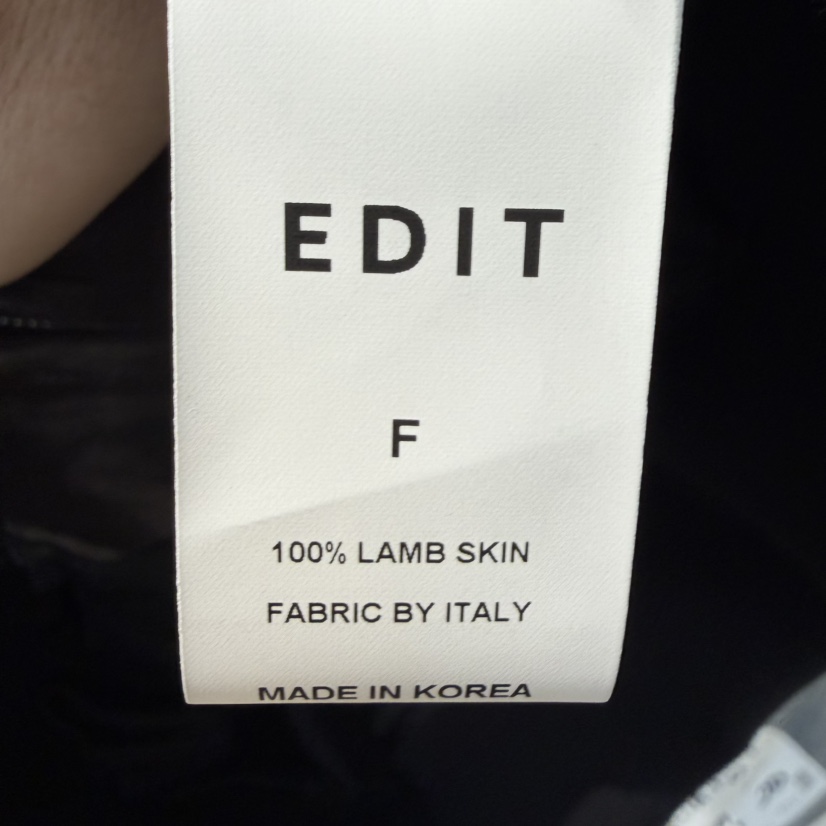 EDIT
F
100% LAMB SKIN
FABRIC BY ITALY
MADE IN KOREA